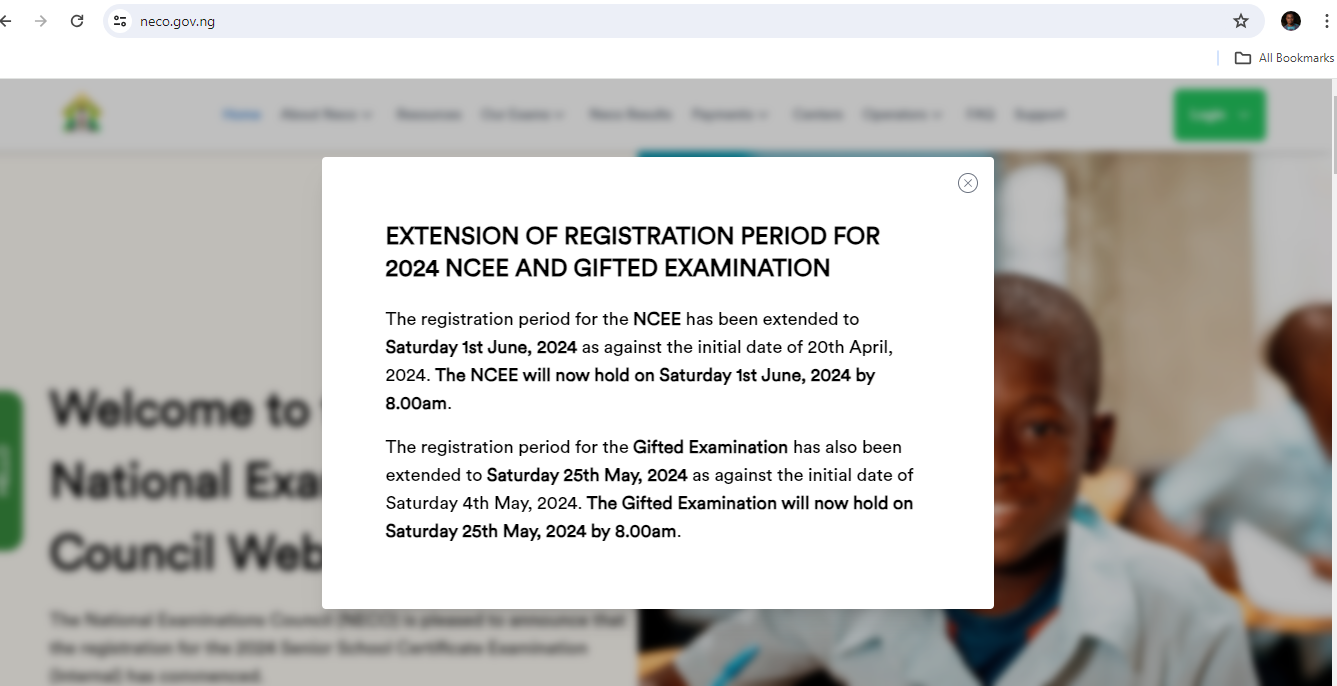 neco.gov.ng
All Bookmarks
Home About Neco Resources Our Exams Neco Results Payments Careers Operators FAQ Support Login
EXTENSION OF REGISTRATION PERIOD FOR
2024 NCEE AND GIFTED EXAMINATION
The registration period for the NCEE has been extended to
Saturday 1st June, 2024 as against the initial date of 20th April,
2024. The NCEE will now hold on Saturday 1st June, 2024 by
8.00am.
The registration period for the Gifted Examination has also been
extended to Saturday 25th May, 2024 as against the initial date of
Saturday 4th May, 2024. The Gifted Examination will now hold on
Saturday 25th May, 2024 by 8.00am.
Welcome to
National Exa
Council Web
The National Examinations Council (NECO) is pleased to announce that
the registration for the 2024 Senior School Certificate Examination
(Internal) has commenced.